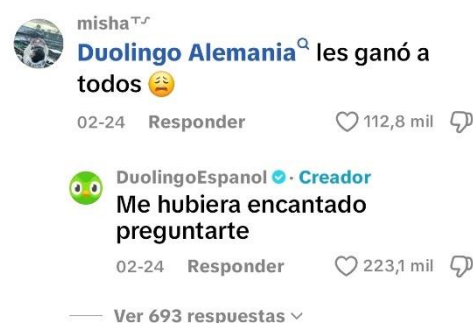 misha
Duolingo Alemania les ganó a
todos 😩
02-24 Responder 112,8 mil
DuolingoEspanol · Creador
Me hubiera encantado
preguntarte
02-24 Responder 223,1 mil
Ver 693 respuestas